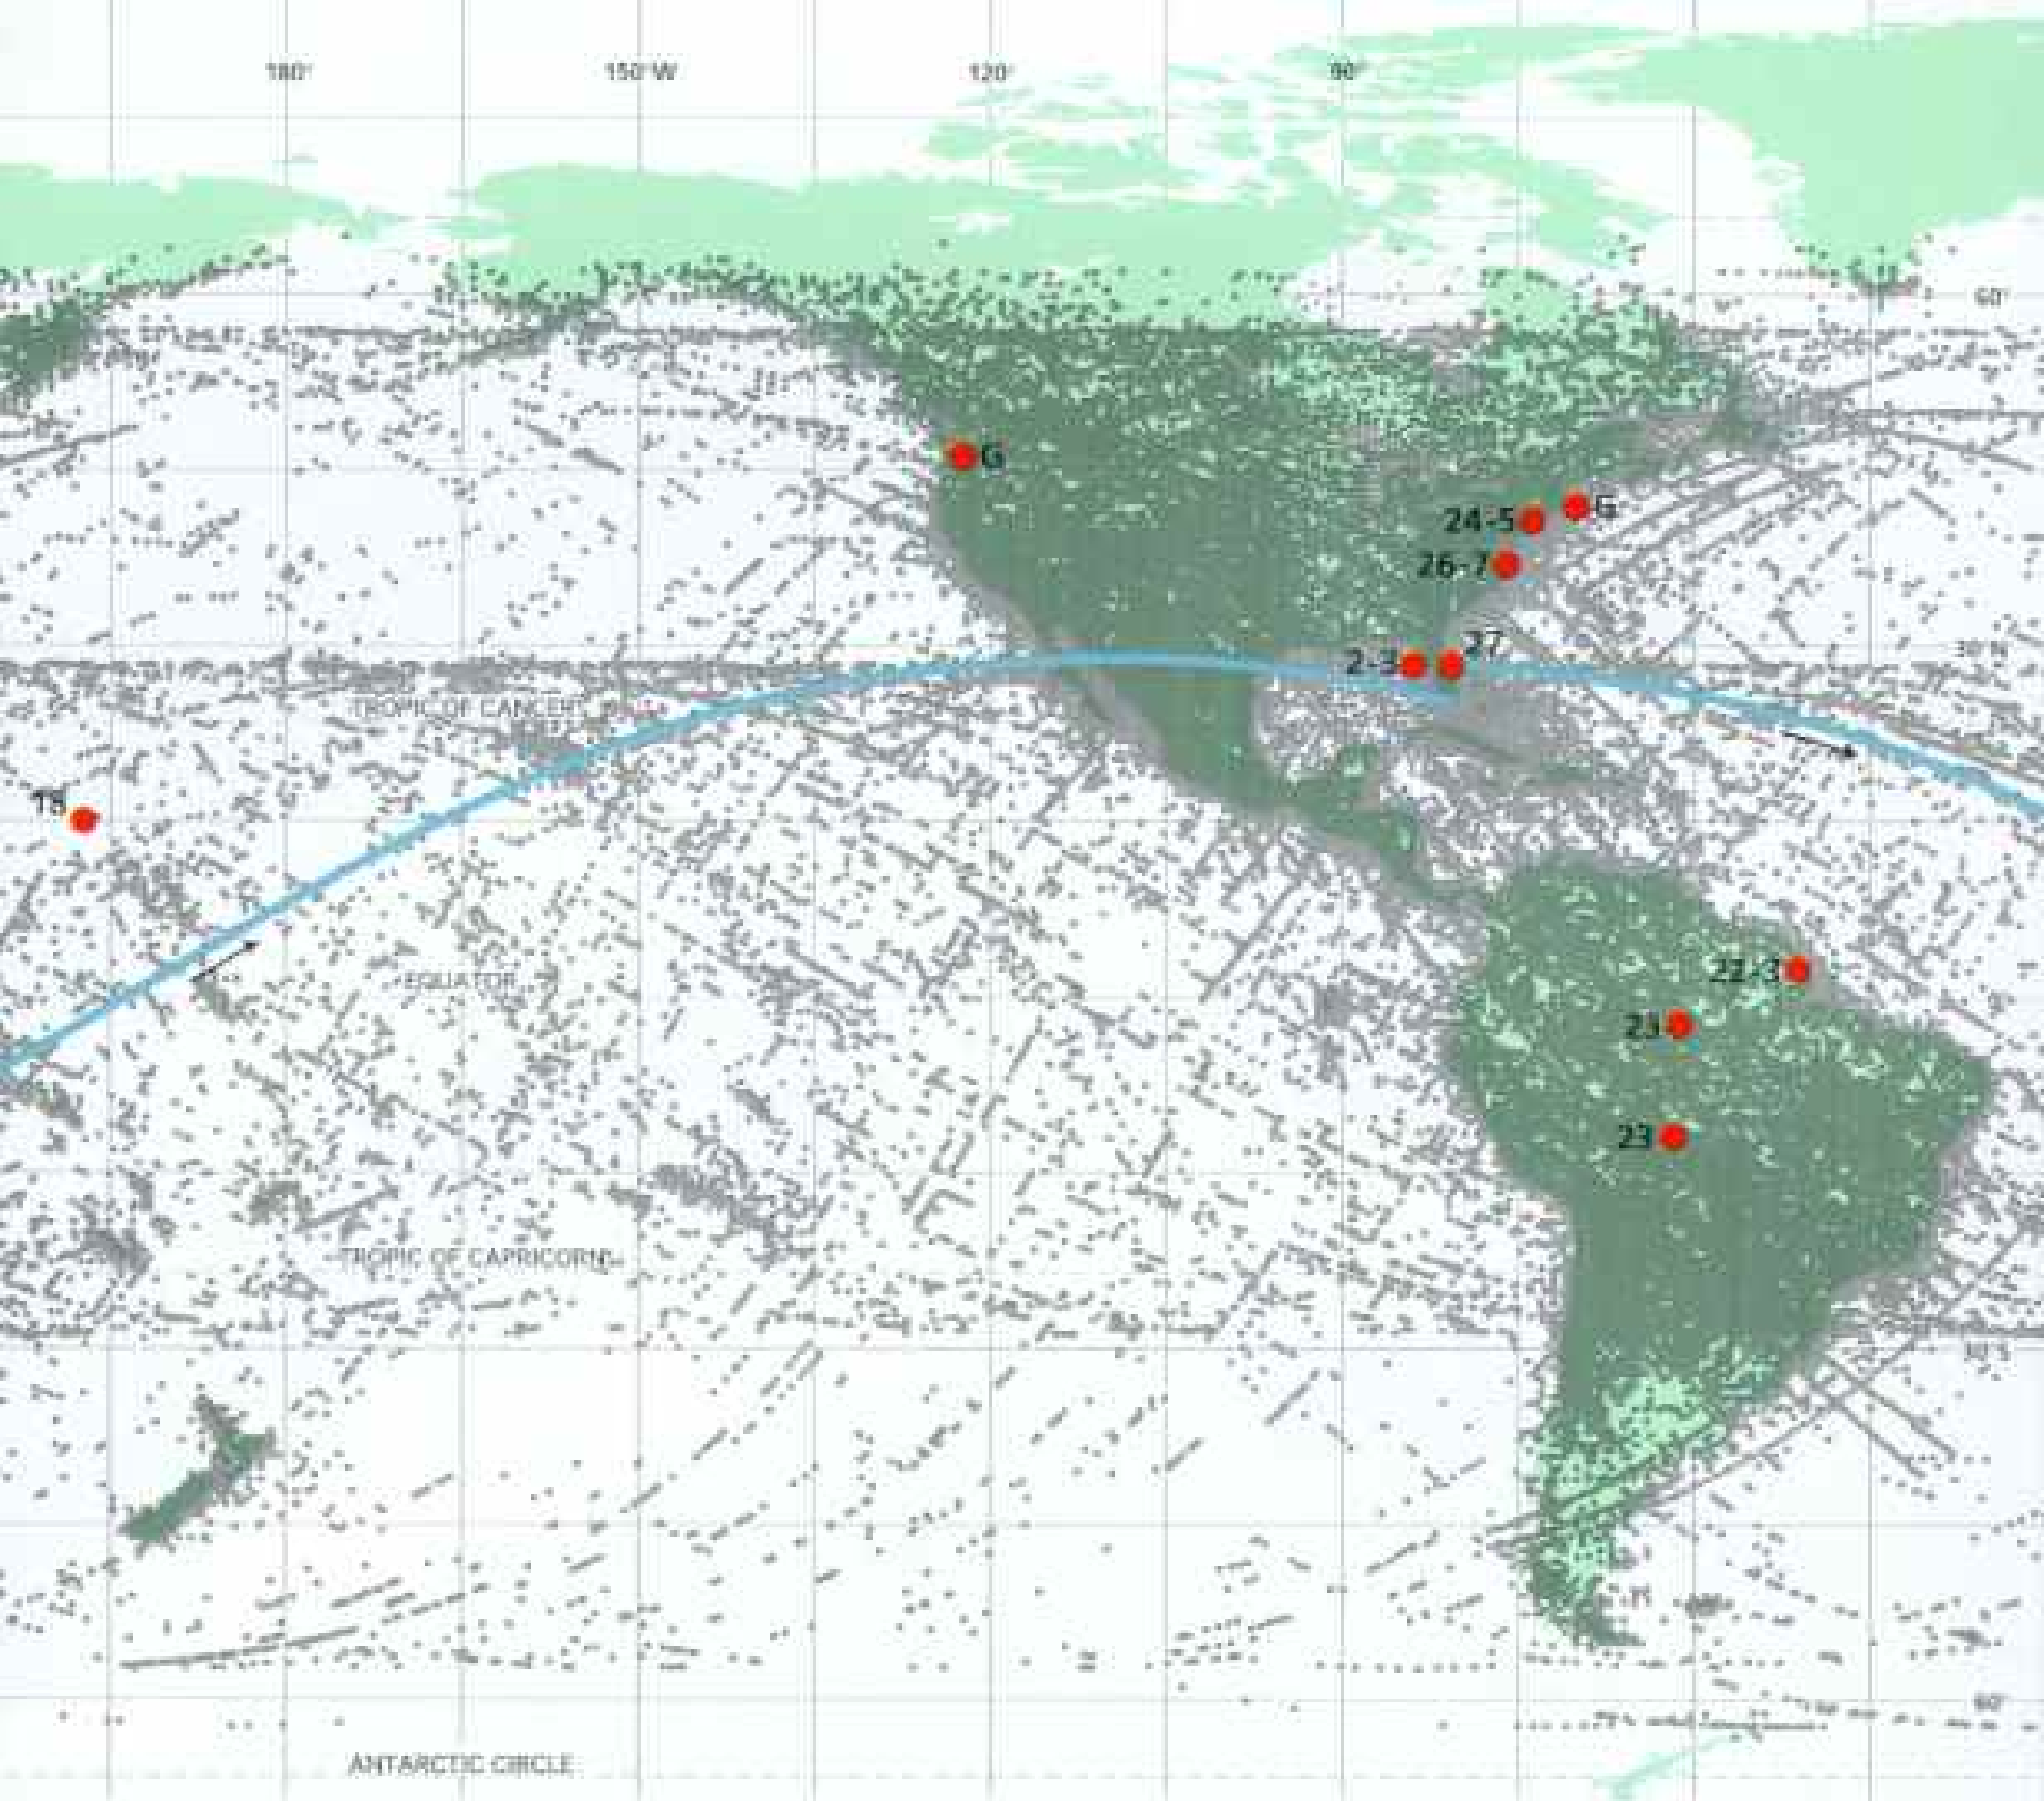 180° 150°W 120° 90°
60°
G
24-5 G
26-7
2-3 27
30°N
TROPIC OF CANCER
18
EQUATOR
22-3
23
TROPIC OF CAPRICORN
30°S
60°
ANTARCTIC CIRCLE